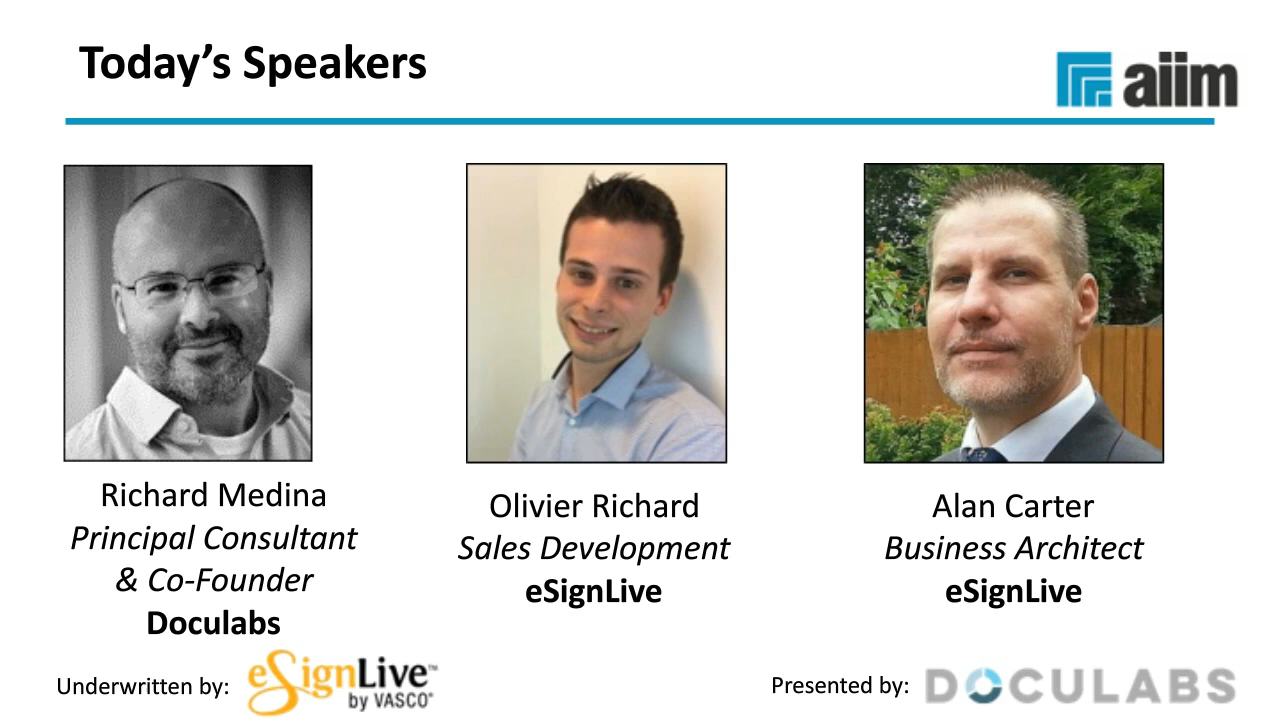 Today’s Speakers
aiim
Richard Medina
Principal Consultant
& Co-Founder
Doculabs
Olivier Richard
Sales Development
eSignLive
Alan Carter
Business Architect
eSignLive
Underwritten by:
eSignLive™
by VASCO®
Presented by:
DOCULABS